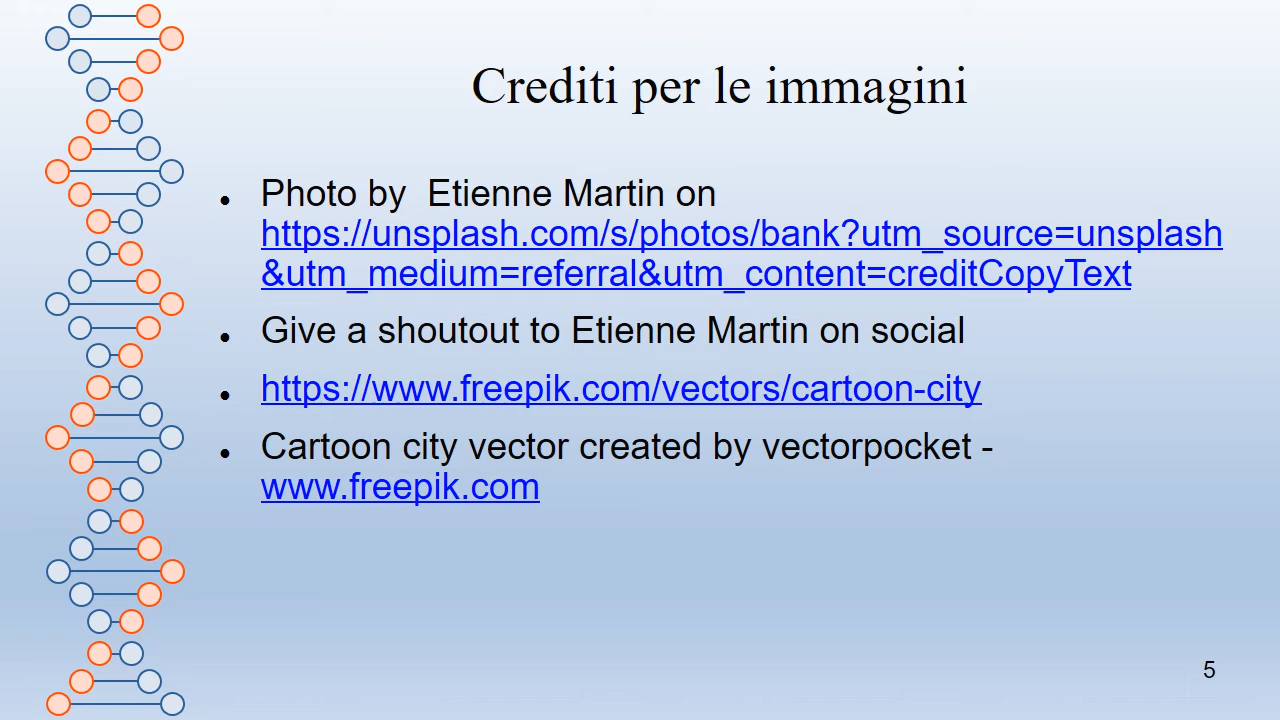 Crediti per le immagini
• Photo by  Etienne Martin on
https://unsplash.com/s/photos/bank?utm_source=unsplash
&utm_medium=referral&utm_content=creditCopyText
• Give a shoutout to Etienne Martin on social
• https://www.freepik.com/vectors/cartoon-city
• Cartoon city vector created by vectorpocket -
www.freepik.com
5